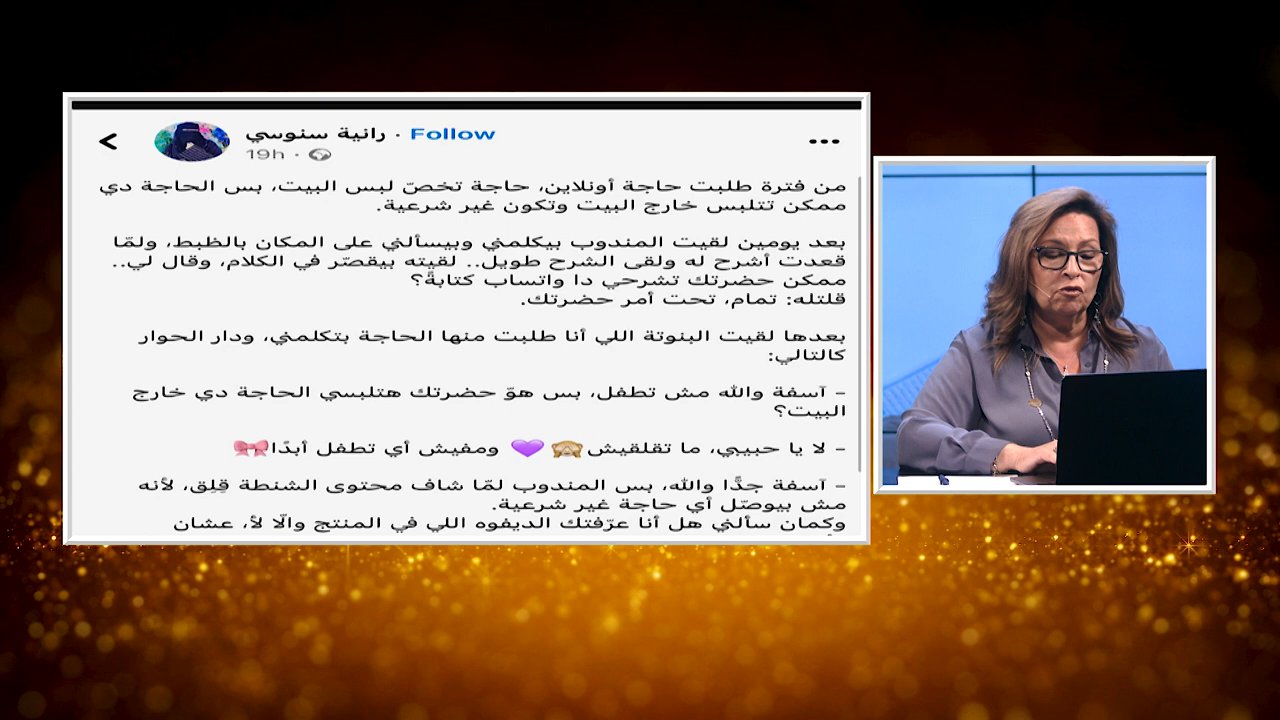 رانية سنوسي · Follow
19h ·
من فترة طلبت حاجة أونلاين، حاجة تخصّ لبس البيت، بس الحاجة دي
ممكن تتلبس خارج البيت وتكون غير شرعية.
بعد يومين لقيت المندوب بيكلمني وبيسألني على المكان بالظبط، ولمّا
قعدت أشرح له ولقى الشرح طويل.. لقيته بيقصّر في الكلام، وقال لي..
ممكن حضرتك تشرحي دا واتساب كتابةً؟
قلتله: تمام، تحت أمر حضرتك.
بعدها لقيت البنوتة اللي أنا طلبت منها الحاجة بتكلمني، ودار الحوار
كالتالي:
- آسفة والله مش تطفل، بس هوّ حضرتك هتلبسي الحاجة دي خارج
البيت؟
- لا يا حبيبي، ما تقلقيش🙈💜 ومفيش أي تطفل أبدًا🎀
- آسفة جدًّا والله، بس المندوب لمّا شاف محتوى الشنطة قِلِق، لأنه
مش بيوصّل أي حاجة غير شرعية.
وكمان سألني هل أنا عرّفتك الديفوه اللي في المنتج والّا لأ، عشان